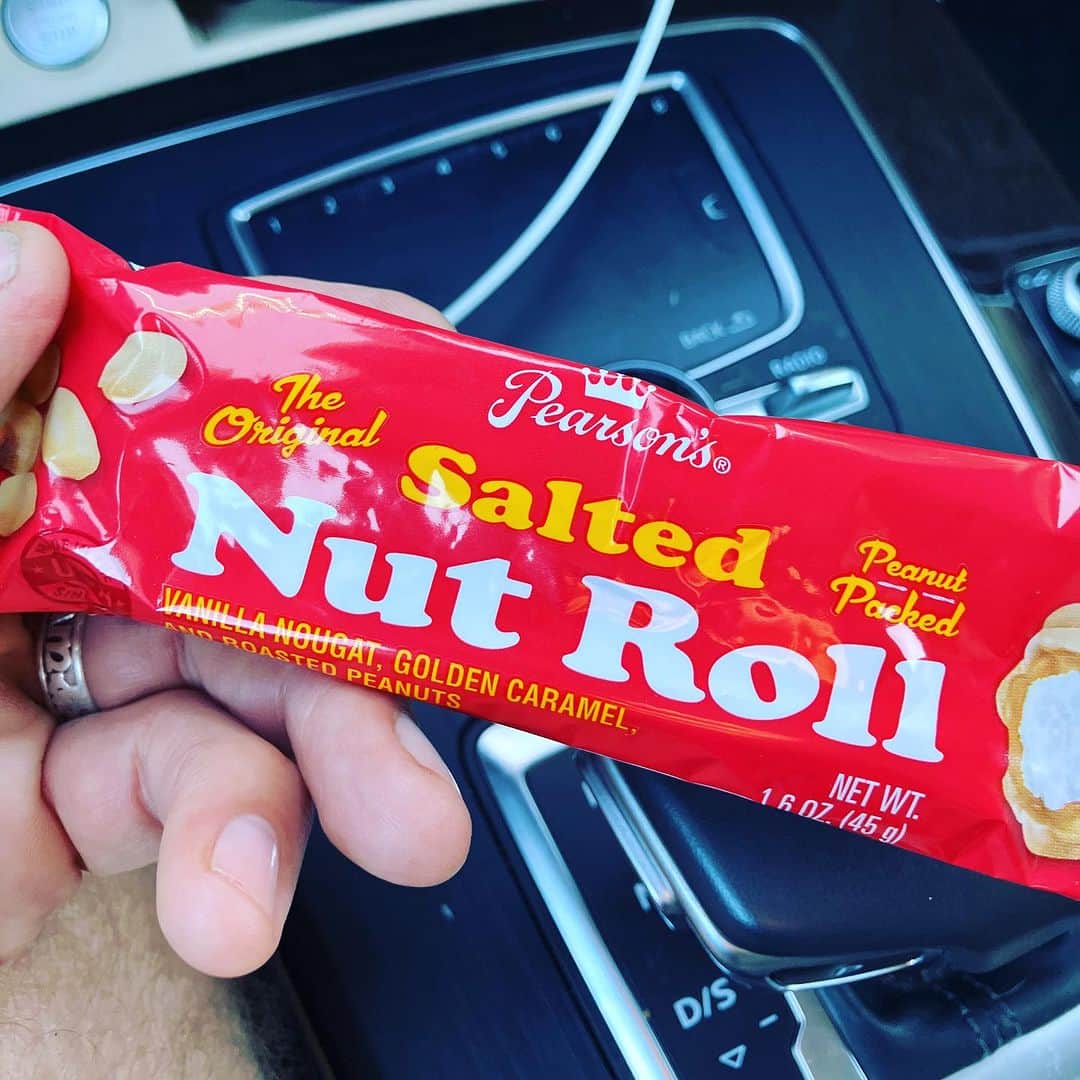 Pearson's®
The
Original
Salted
Nut Roll
Peanut
Packed
VANILLA NOUGAT, GOLDEN CARAMEL,
AND ROASTED PEANUTS
NET WT.
1.6 OZ. (45 g)
BACK
RADIO
D/S